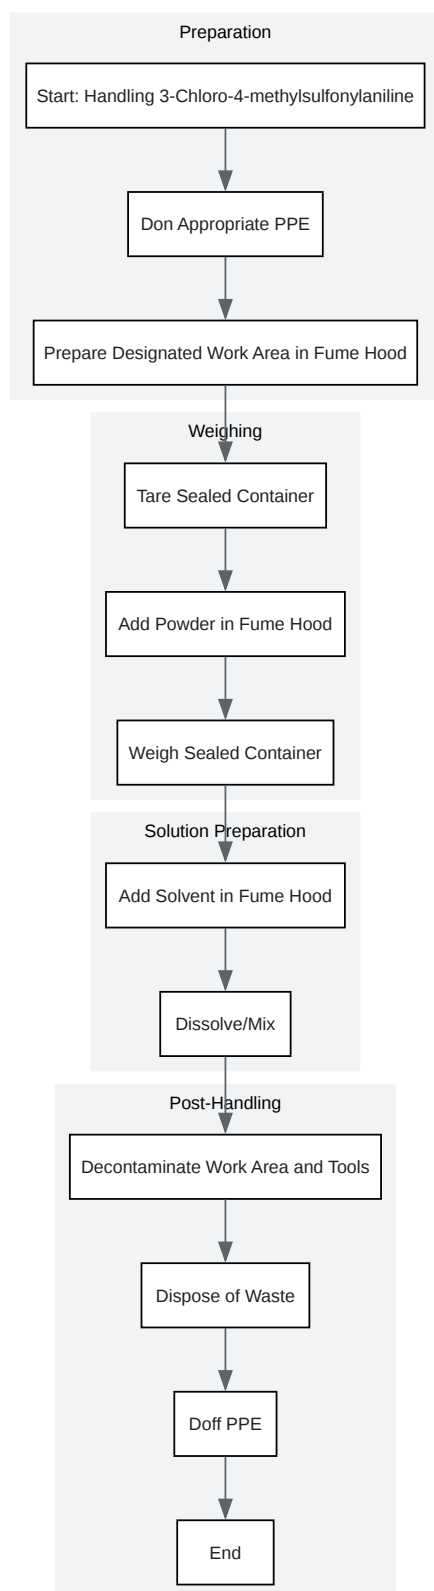 Preparation
Start: Handling 3-Chloro-4-methylsulfonylaniline
Don Appropriate PPE
Prepare Designated Work Area in Fume Hood
Weighing
Tare Sealed Container
Add Powder in Fume Hood
Weigh Sealed Container
Solution Preparation
Add Solvent in Fume Hood
Dissolve/Mix
Post-Handling
Decontaminate Work Area and Tools
Dispose of Waste
Doff PPE
End